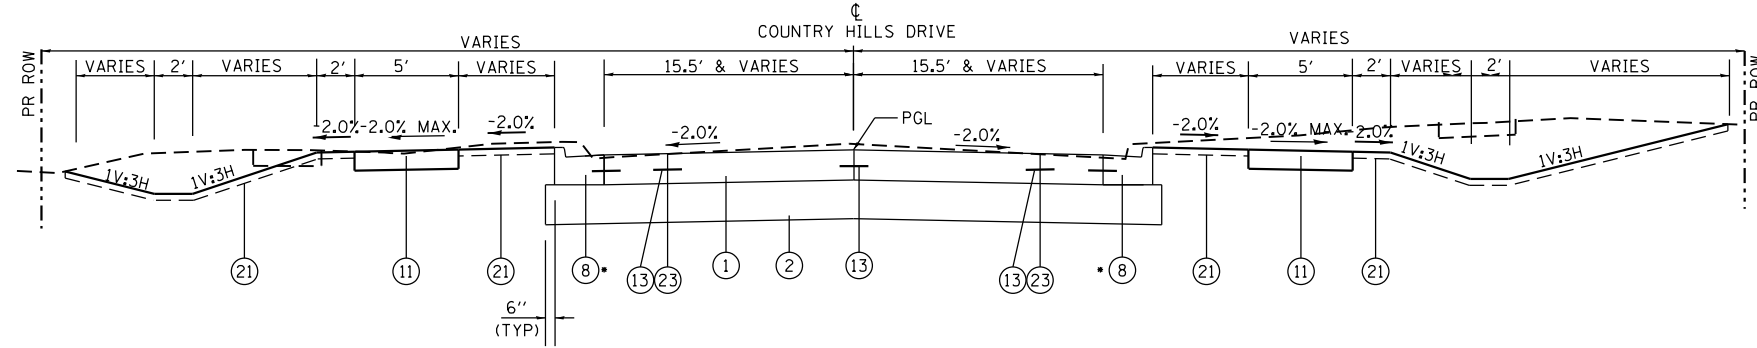 ℄
COUNTRY HILLS DRIVE
VARIES
VARIES
PR ROW
VARIES
2'
VARIES
2'
5'
VARIES
15.5' & VARIES
15.5' & VARIES
VARIES
5'
2'
VARIES
2'
VARIES
PR ROW
-2.0%
-2.0% MAX.
-2.0%
-2.0%
PGL
-2.0%
-2.0%
-2.0% MAX.
-2.0%
1V:3H
1V:3H
1V:3H
1V:3H
21
11
21
8*
13
23
1
2
13
13
23
*8
21
11
21
6''
(TYP)